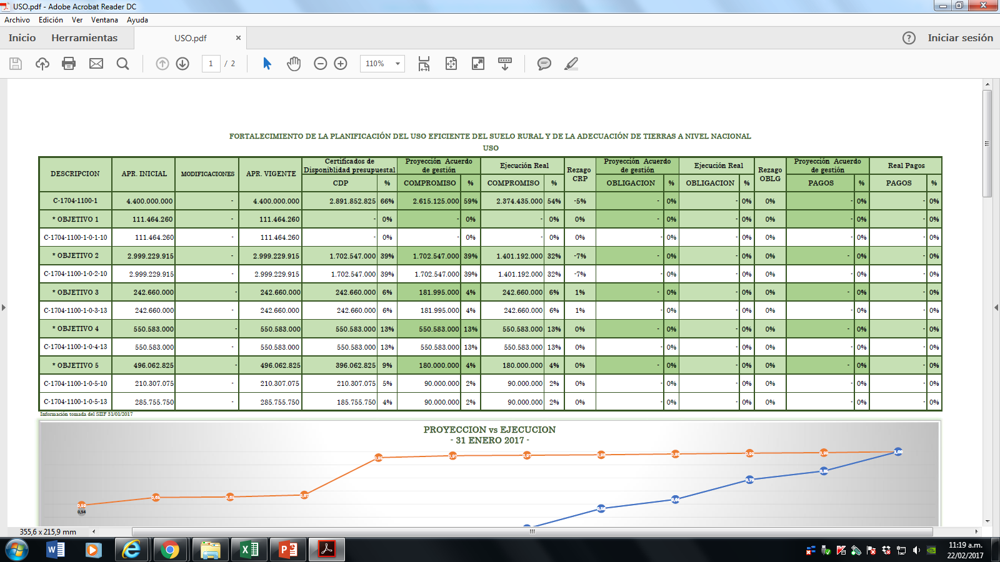 USO.pdf - Adobe Acrobat Reader DC
Archivo Edición Ver Ventana Ayuda
Inicio Herramientas USO.pdf × ? Iniciar sesión
1 / 2 110%
FORTALECIMIENTO DE LA PLANIFICACIÓN DEL USO EFICIENTE DEL SUELO RURAL Y DE LA ADECUACIÓN DE TIERRAS A NIVEL NACIONAL
USO
DESCRIPCION APR. INICIAL MODIFICACIONES APR. VIGENTE Certificados de Disponiblidad presupuestal Proyección Acuerdo de gestión Ejecución Real Rezago CRP Proyección Acuerdo de gestión Ejecución Real Rezago OBLG Proyección Acuerdo de gestión Real Pagos
CDP % COMPROMISO % COMPROMISO % OBLIGACION % OBLIGACION % PAGOS % PAGOS %
C-1704-1100-1 4.400.000.000 - 4.400.000.000 2.891.852.825 66% 2.615.125.000 59% 2.374.435.000 54% -5% - 0% - 0% 0% - 0% - 0%
* OBJETIVO 1 111.464.260 - 111.464.260 - 0% - 0% - 0% 0% - 0% - 0% 0% - 0% - 0%
C-1704-1100-1-0-1-10 111.464.260 - 111.464.260 - 0% - 0% - 0% 0% - 0% - 0% 0% - 0% - 0%
* OBJETIVO 2 2.999.229.915 - 2.999.229.915 1.702.547.000 39% 1.702.547.000 39% 1.401.192.000 32% -7% - 0% - 0% 0% - 0% - 0%
C-1704-1100-1-0-2-10 2.999.229.915 - 2.999.229.915 1.702.547.000 39% 1.702.547.000 39% 1.401.192.000 32% -7% - 0% - 0% 0% - 0% - 0%
* OBJETIVO 3 242.660.000 - 242.660.000 242.660.000 6% 181.995.000 4% 242.660.000 6% 1% - 0% - 0% 0% - 0% - 0%
C-1704-1100-1-0-3-13 242.660.000 - 242.660.000 242.660.000 6% 181.995.000 4% 242.660.000 6% 1% - 0% - 0% 0% - 0% - 0%
* OBJETIVO 4 550.583.000 - 550.583.000 550.583.000 13% 550.583.000 13% 550.583.000 13% 0% - 0% - 0% 0% - 0% - 0%
C-1704-1100-1-0-4-13 550.583.000 - 550.583.000 550.583.000 13% 550.583.000 13% 550.583.000 13% 0% - 0% - 0% 0% - 0% - 0%
* OBJETIVO 5 496.062.825 - 496.062.825 396.062.825 9% 180.000.000 4% 180.000.000 4% 0% - 0% - 0% 0% - 0% - 0%
C-1704-1100-1-0-5-10 210.307.075 - 210.307.075 210.307.075 5% 90.000.000 2% 90.000.000 2% 0% - 0% - 0% 0% - 0% - 0%
C-1704-1100-1-0-5-13 285.755.750 - 285.755.750 185.755.750 4% 90.000.000 2% 90.000.000 2% 0% - 0% - 0% 0% - 0% - 0%
Información tomada del SIIF 31/01/2017
PROYECCION vs EJECUCION
- 31 ENERO 2017 -
1,00
0,59
0,54
355,6 x 215,9 mm
11:19 a.m.
22/02/2017